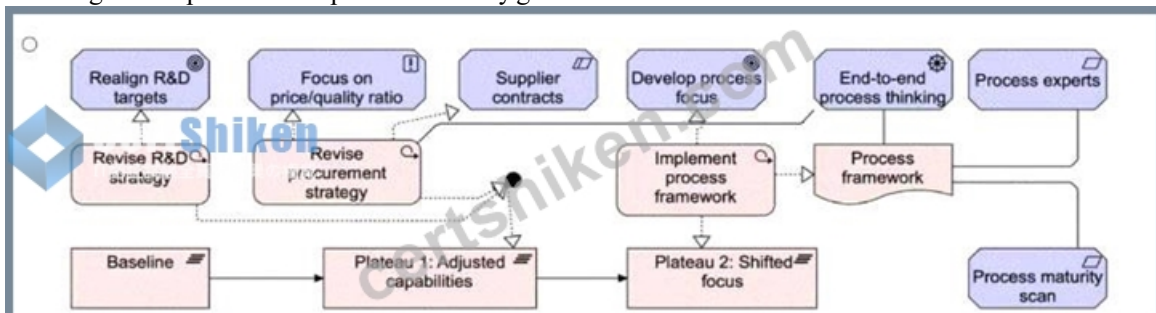 Realign R&D
targets
Focus on
price/quality ratio
Supplier
contracts
Develop process
focus
End-to-end
process thinking
Process experts
Shiken
certshiken.com
Revise R&D
strategy
Revise
procurement
strategy
Implement
process
framework
Process
framework
Baseline
Plateau 1: Adjusted
capabilities
Plateau 2: Shifted
focus
Process maturity
scan